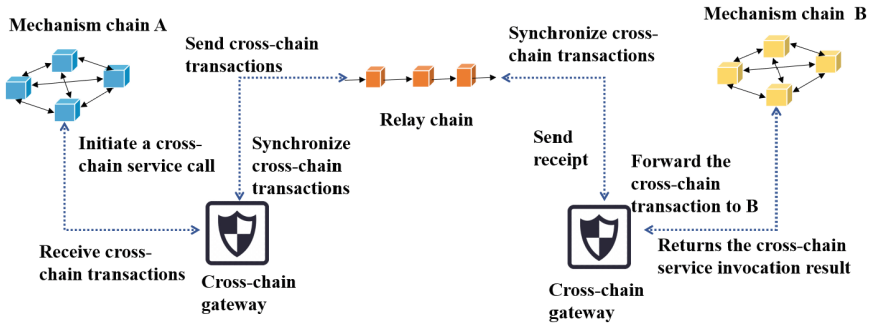 Mechanism chain A
Send cross-chain
transactions
Synchronize cross-
chain transactions
Mechanism chain B
Relay chain
Initiate a cross-
chain service call
Synchronize
cross-chain
transactions
Send
receipt
Forward the
cross-chain
transaction to B
Receive cross-
chain transactions
Returns the cross-chain
service invocation result
Cross-chain
gateway
Cross-chain
gateway